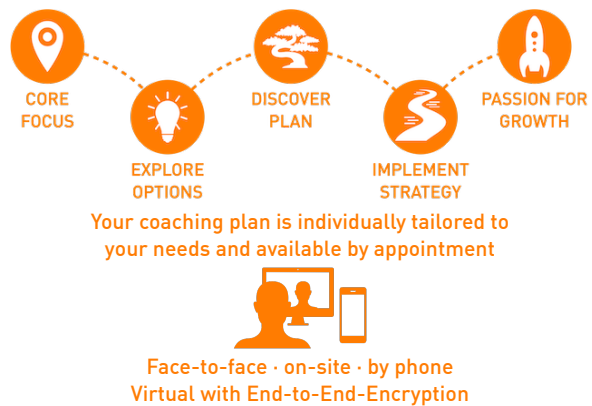 CORE
FOCUS
EXPLORE
OPTIONS
DISCOVER
PLAN
IMPLEMENT
STRATEGY
PASSION FOR
GROWTH
Your coaching plan is individually tailored to
your needs and available by appointment
Face-to-face · on-site · by phone
Virtual with End-to-End-Encryption